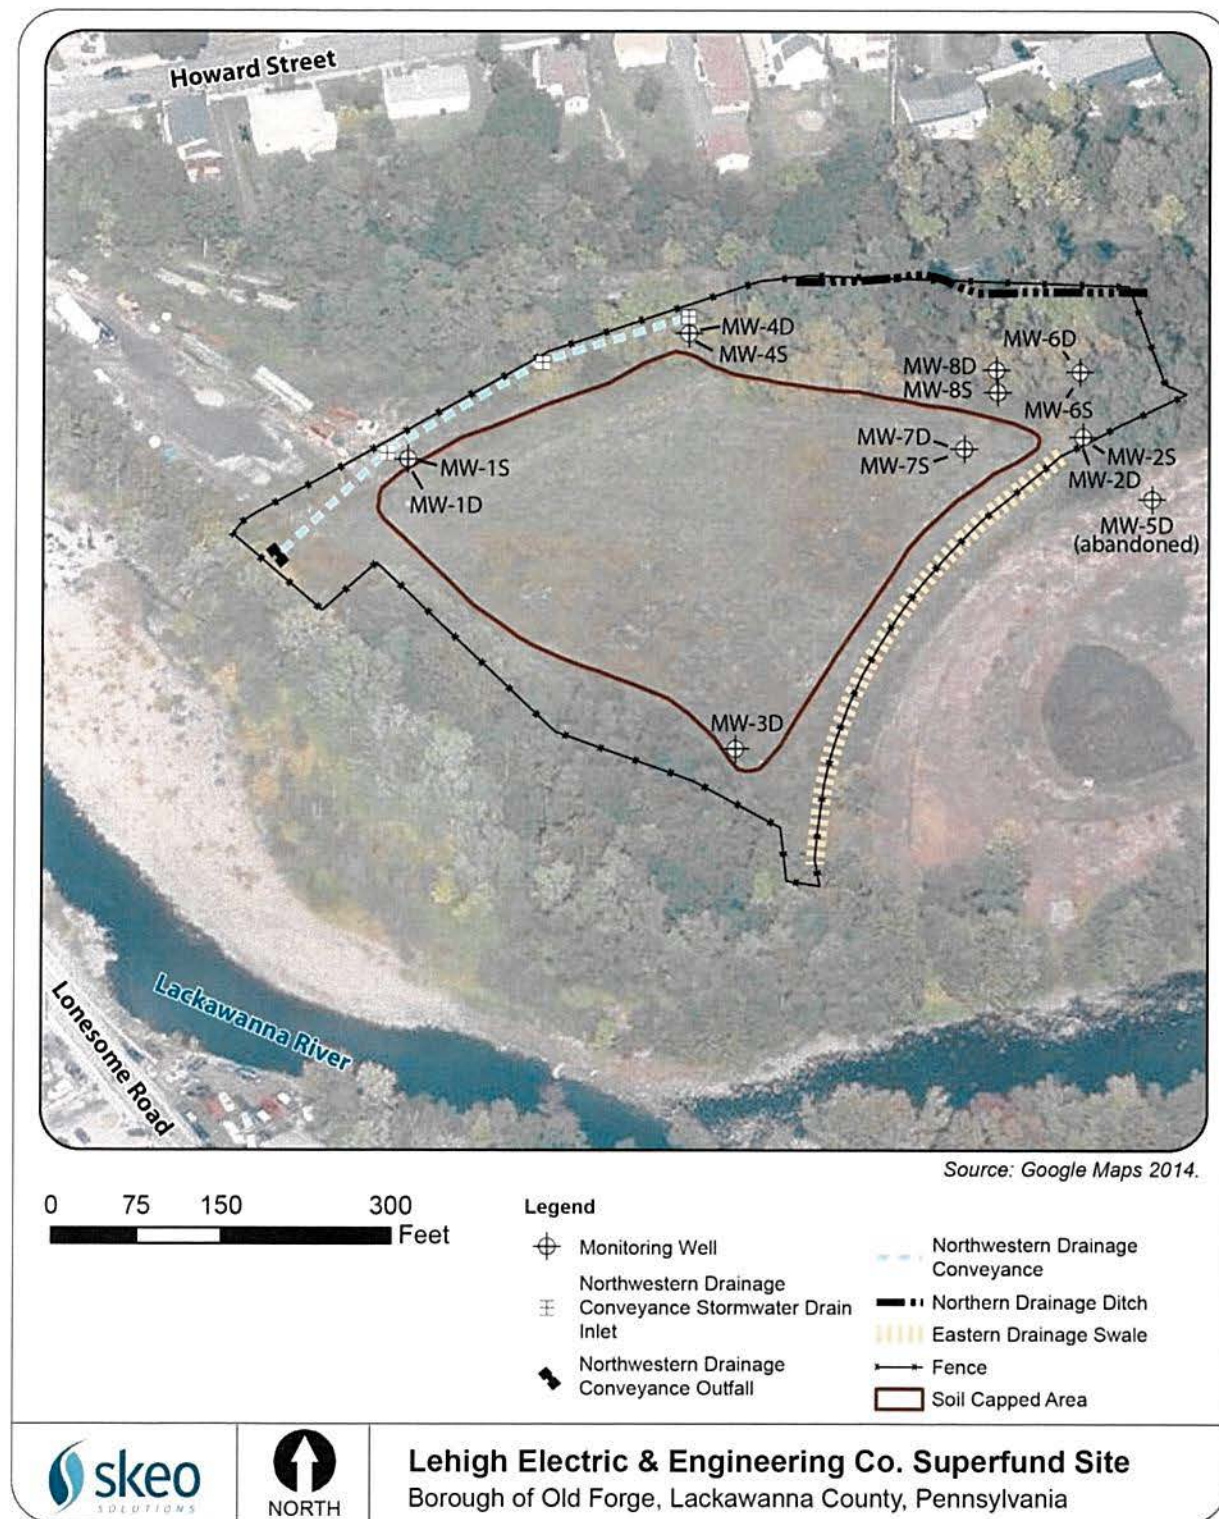 Howard Street
MW-4D
MW-4S
MW-6D
MW-8D
MW-8S
MW-6S
MW-7D
MW-7S
MW-1S
MW-1D
MW-2S
MW-2D
MW-5D
(abandoned)
MW-3D
Lackawanna River
Lonesome Road
Source: Google Maps 2014.
0 75 150 300
Feet
Legend
Monitoring Well
Northwestern Drainage
Conveyance Stormwater Drain
Inlet
Northwestern Drainage
Conveyance Outfall
Northwestern Drainage
Conveyance
Northern Drainage Ditch
Eastern Drainage Swale
Fence
Soil Capped Area
skeo
SOLUTIONS
NORTH
Lehigh Electric & Engineering Co. Superfund Site
Borough of Old Forge, Lackawanna County, Pennsylvania